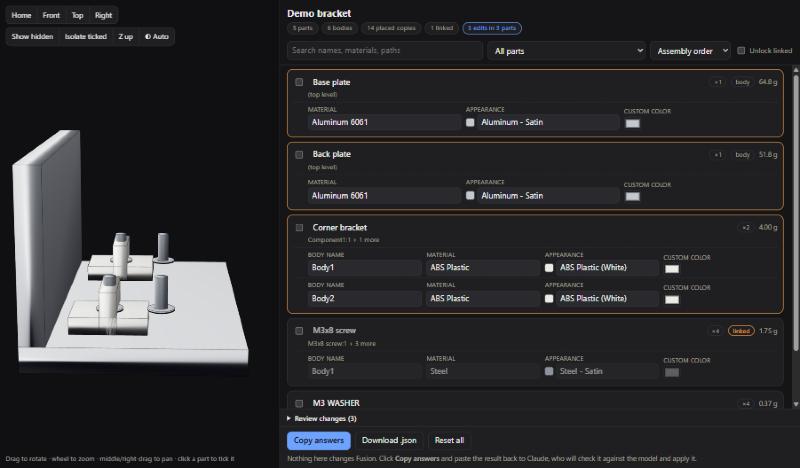 Home Front Top Right
Show hidden Isolate ticked Z up Auto
Drag to rotate · wheel to zoom · middle/right-drag to pan · click a part to tick it
Demo bracket
5 parts 6 bodies 14 placed copies 1 linked 3 edits in 3 parts
Search names, materials, paths All parts Assembly order Unlock linked
Base plate ×1 body 64.8 g
(top level)
MATERIAL APPEARANCE CUSTOM COLOR
Aluminum 6061 Aluminum - Satin
Back plate ×1 body 51.8 g
(top level)
MATERIAL APPEARANCE CUSTOM COLOR
Aluminum 6061 Aluminum - Satin
Corner bracket ×2 4.00 g
Component1:1 + 1 more
BODY NAME MATERIAL APPEARANCE CUSTOM COLOR
Body1 ABS Plastic ABS Plastic (White)
BODY NAME MATERIAL APPEARANCE CUSTOM COLOR
Body2 ABS Plastic ABS Plastic (White)
M3x8 screw ×4 linked 1.75 g
M3x8 screw:1 + 3 more
BODY NAME MATERIAL APPEARANCE CUSTOM COLOR
Body1 Steel Steel - Satin
M3 WASHER ×4 0.37 g
Review changes (3)
Copy answers Download .json Reset all
Nothing here changes Fusion. Click Copy answers and paste the result back to Claude, who will check it against the model and apply it.